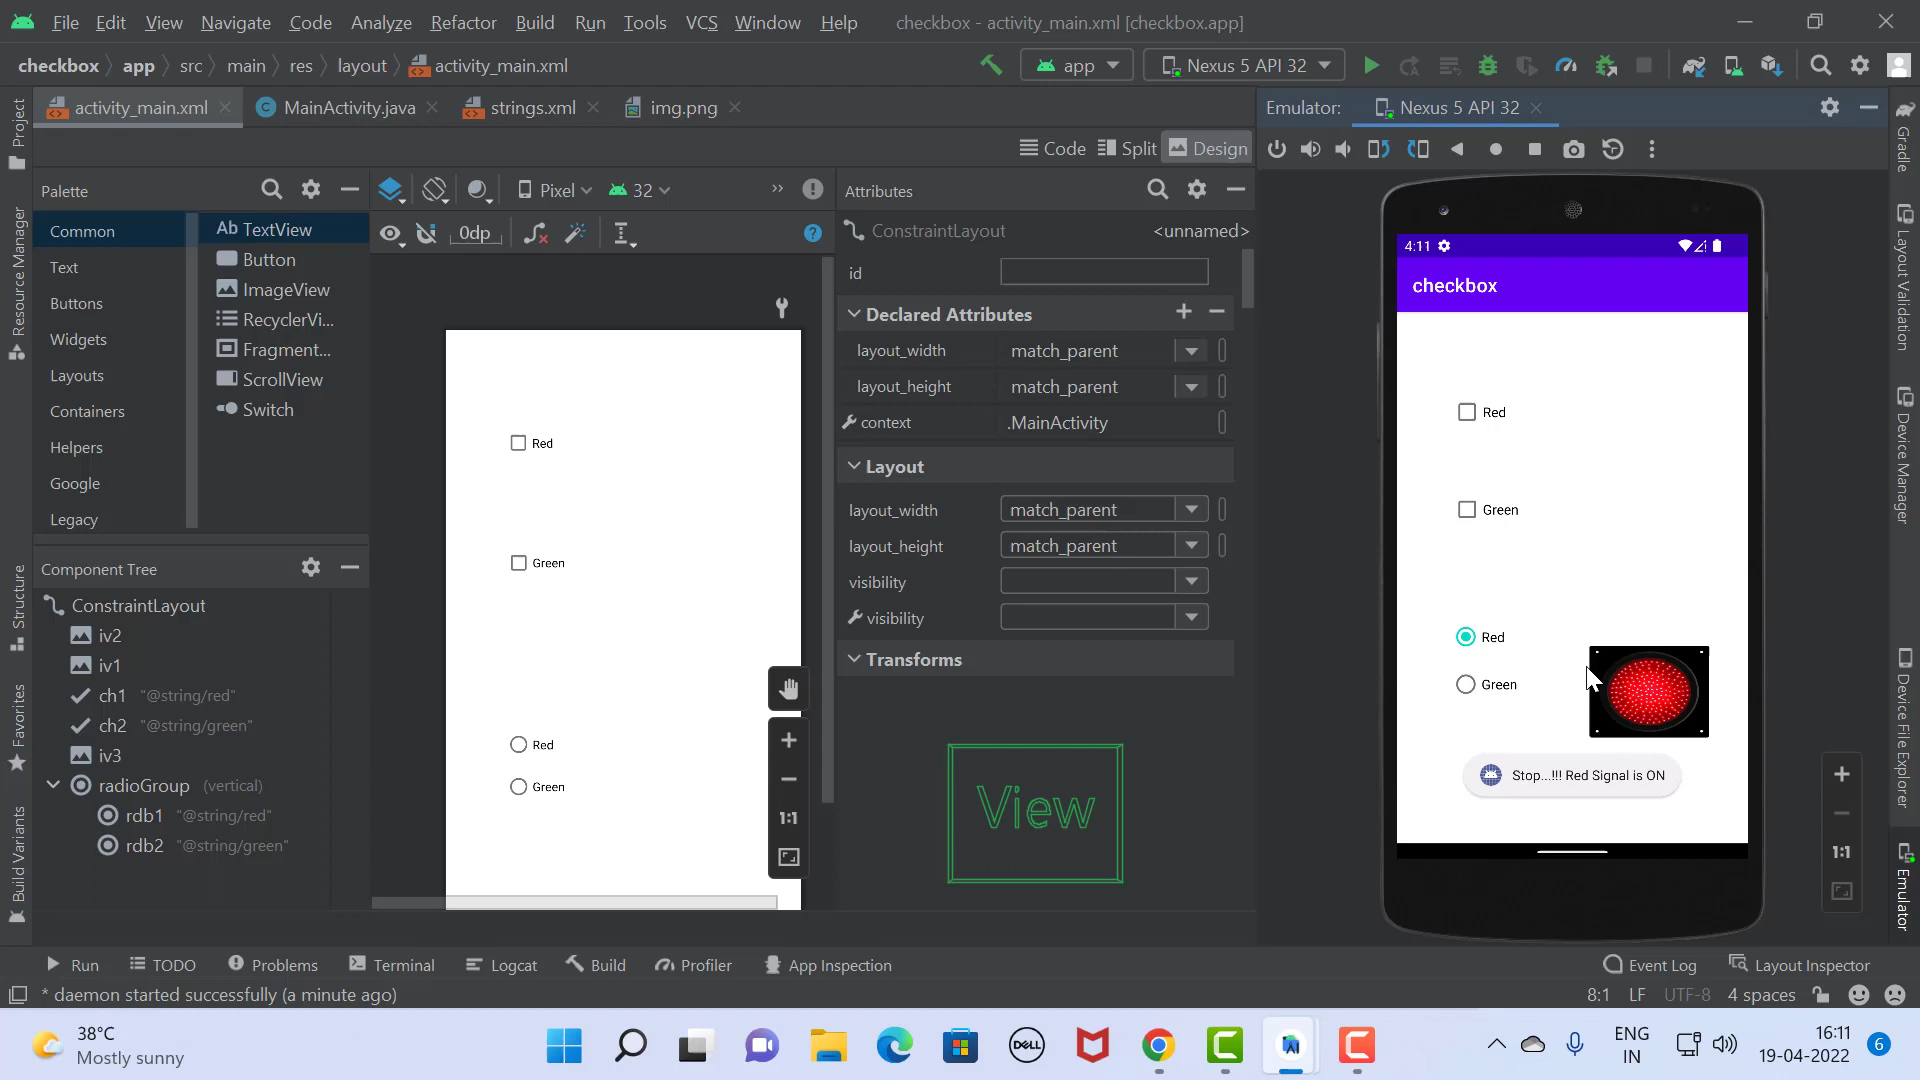 File Edit View Navigate Code Analyze Refactor Build Run Tools VCS Window Help checkbox - activity_main.xml [checkbox.app]
checkbox app src main res layout activity_main.xml app Nexus 5 API 32
activity_main.xml MainActivity.java strings.xml img.png Emulator: Nexus 5 API 32
Code Split Design
Palette Pixel 32 Attributes
0dp
Common
Text
Buttons
Widgets
Layouts
Containers
Helpers
Google
Legacy
Ab TextView
Button
ImageView
RecyclerVi...
Fragment...
ScrollView
Switch
Component Tree
ConstraintLayout
iv2
iv1
ch1 "@string/red"
ch2 "@string/green"
iv3
radioGroup (vertical)
rdb1 "@string/red"
rdb2 "@string/green"
Red
Green
Red
Green
1:1
ConstraintLayout <unnamed>
id
Declared Attributes
layout_width match_parent
layout_height match_parent
context .MainActivity
Layout
layout_width match_parent
layout_height match_parent
visibility
visibility
Transforms
View
4:11
checkbox
Red
Green
Red
Green
Stop...!!! Red Signal is ON
1:1
Project
Resource Manager
Structure
Favorites
Build Variants
Gradle
Layout Validation
Device Manager
Device File Explorer
Emulator
Run TODO Problems Terminal Logcat Build Profiler App Inspection Event Log Layout Inspector
* daemon started successfully (a minute ago) 8:1 LF UTF-8 4 spaces
38°C
Mostly sunny
DELL
ENG
IN
16:11
19-04-2022
6